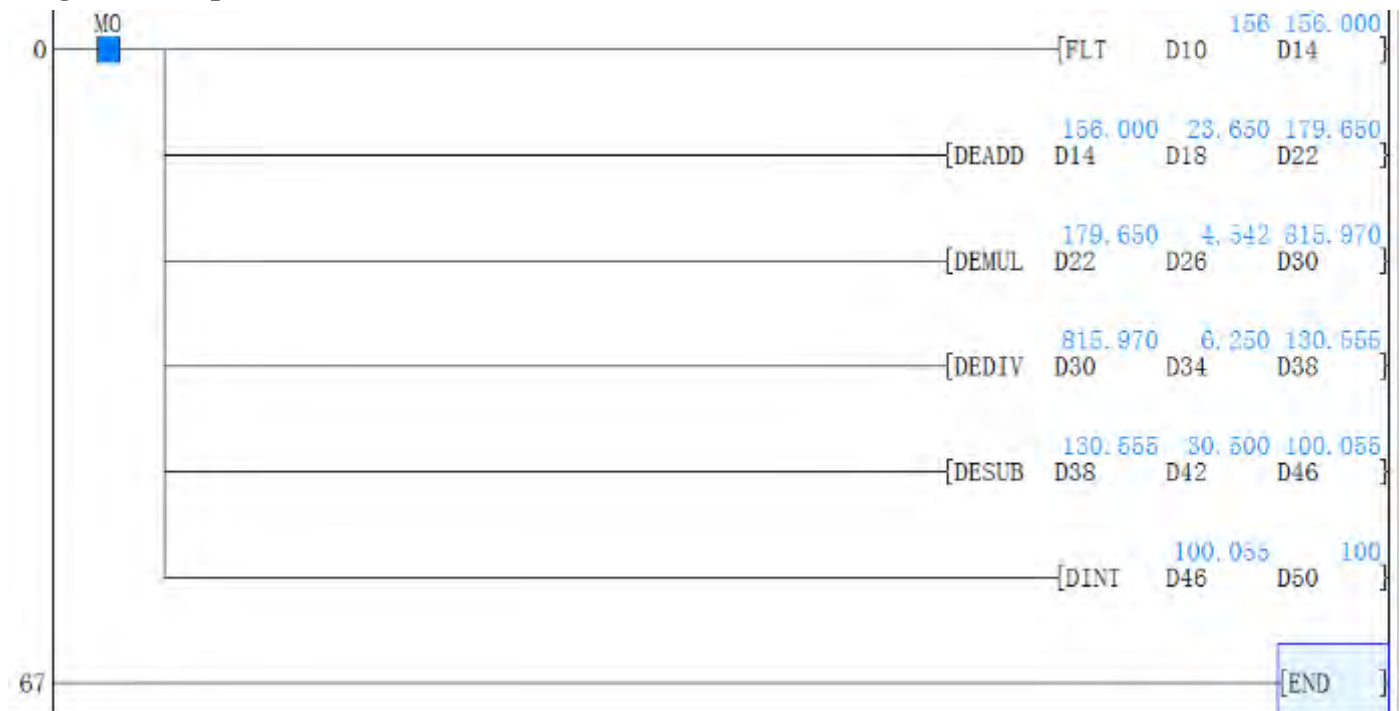 M0
156 156.000
0 [FLT D10 D14 ]
156.000 23.650 179.650
[DEADD D14 D18 D22 ]
179.650 4.542 815.970
[DEMUL D22 D26 D30 ]
815.970 6.250 130.555
[DEDIV D30 D34 D38 ]
130.555 30.500 100.055
[DESUB D38 D42 D46 ]
100.055 100
[DINT D46 D50 ]
67 [END ]